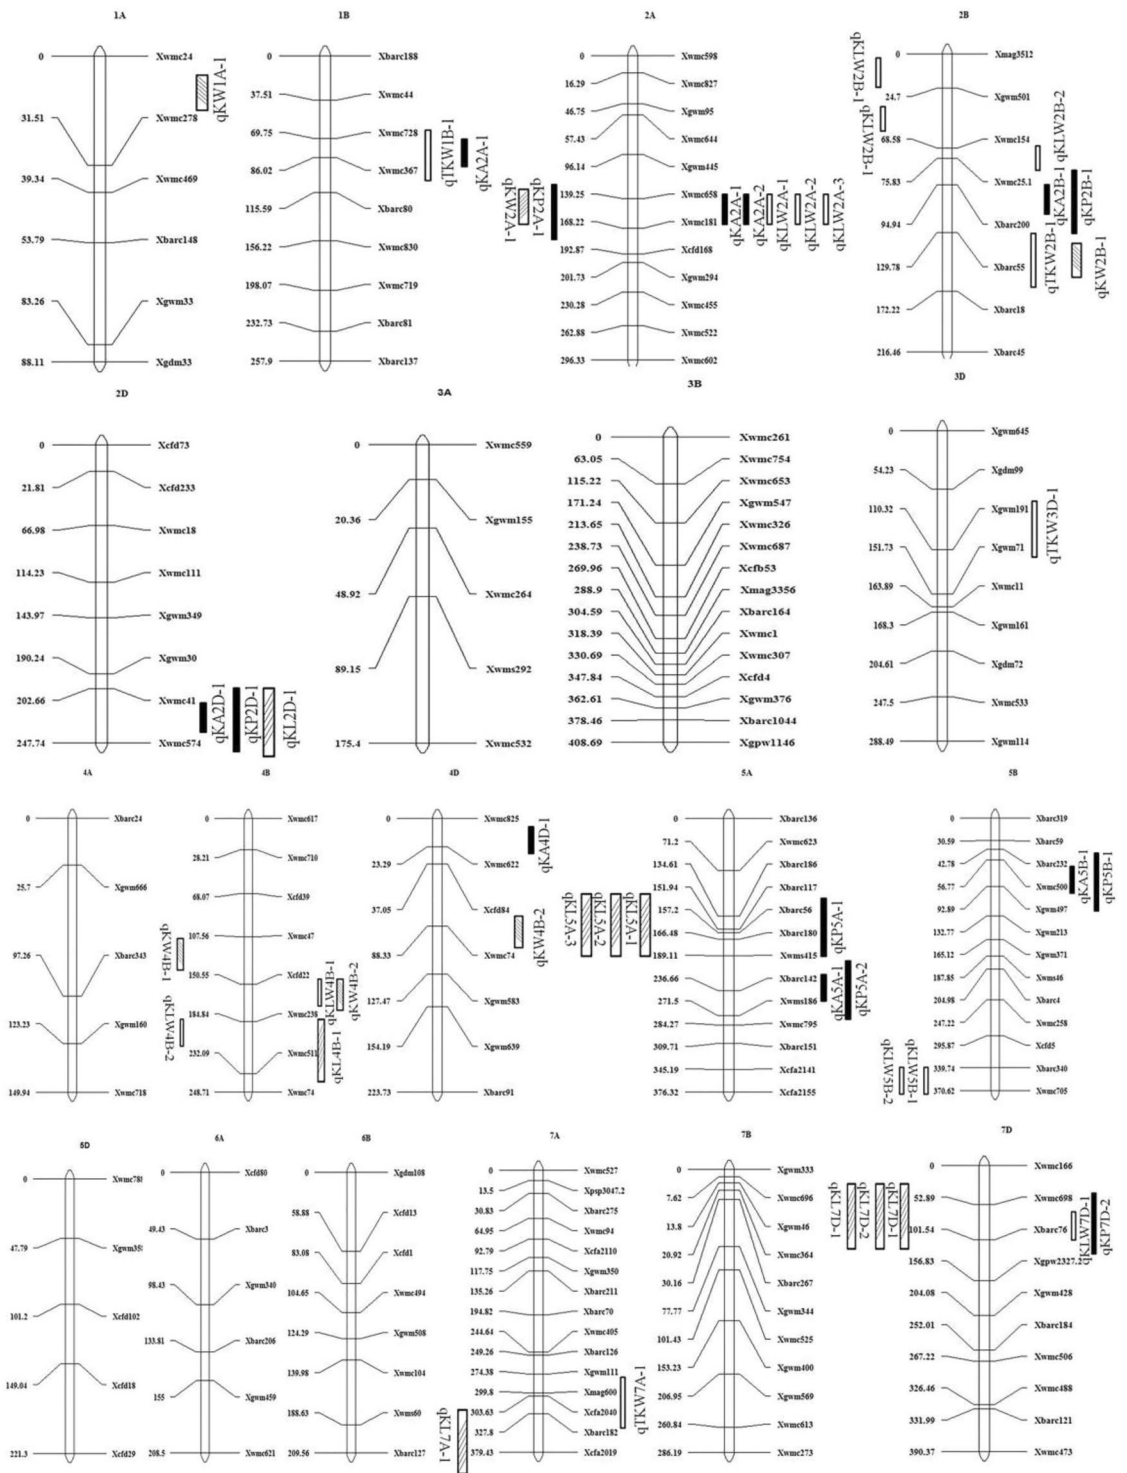 1A
0 Xwmc24
31.51 Xwmc278
39.34 Xwmc469
53.79 Xbarc148
83.26 Xgwm33
88.11 Xgdm33
qKW1A-1
1B
0 Xbarc188
37.51 Xwmc44
69.75 Xwmc728
86.02 Xwmc367
115.59 Xbarc80
156.22 Xwmc830
198.07 Xwmc719
232.73 Xbarc81
257.9 Xbarc137
qTKW1B-1
qKA2A-1
2A
0 Xwmc598
16.29 Xwmc827
46.75 Xgwm95
57.43 Xwmc644
96.14 Xgwm445
139.25 Xwmc658
168.22 Xwmc181
192.87 Xcfd168
201.73 Xgwm294
230.28 Xwmc455
262.88 Xwmc522
296.33 Xwmc602
qKW2A-1
qKP2A-1
qKA2A-1
qKA2A-2
qKLW2A-1
qKLW2A-2
qKLW2A-3
2B
0 Xmag3512
24.7 Xgwm501
68.58 Xwmc154
75.83 Xwmc25.1
94.94 Xbarc200
129.78 Xbarc55
172.22 Xbarc18
216.46 Xbarc45
qKLW2B-1
qKLW2B-1
qKLW2B-2
qKA2B-1
qKP2B-1
qTKW2B-1
qKW2B-1
2D
0 Xcfd73
21.81 Xcfd233
66.98 Xwmc18
114.23 Xwmc111
143.97 Xgwm349
190.24 Xgwm30
202.66 Xwmc41
247.74 Xwmc574
qKA2D-1
qKP2D-1
qKL2D-1
3A
0 Xwmc559
20.36 Xgwm155
48.92 Xwmc264
89.15 Xwms292
175.4 Xwmc532
3B
0 Xwmc261
63.05 Xwmc754
115.22 Xwmc653
171.24 Xgwm547
213.65 Xwmc326
238.73 Xwmc687
269.96 Xcfb53
288.9 Xmag3356
304.59 Xbarc164
318.39 Xwmc1
330.69 Xwmc307
347.84 Xcfd4
362.61 Xgwm376
378.46 Xbarc1044
408.69 Xgpw1146
3D
0 Xgwm645
54.23 Xgdm99
110.32 Xgwm191
151.73 Xgwm71
163.89 Xwmc11
168.3 Xgwm161
204.61 Xgdm72
247.5 Xwmc533
288.49 Xgwm114
qTKW3D-1
4A
0 Xbarc24
25.7 Xgwm666
97.26 Xbarc343
123.23 Xgwm160
149.94 Xwmc718
4B
0 Xwmc617
28.21 Xwmc710
68.07 Xcfd39
107.56 Xwmc47
150.55 Xcfd22
184.84 Xwmc238
232.09 Xwmc511
248.71 Xwmc74
qKW4B-1
qKLW4B-2
qKLW4B-1
qKW4B-2
qKL4B-1
4D
0 Xwmc825
23.29 Xwmc622
37.05 Xcfd84
88.33 Xwmc74
127.47 Xgwm583
154.19 Xgwm639
223.73 Xbarc91
qKA4D-1
qKW4B-2
5A
0 Xbarc136
71.2 Xwmc623
134.61 Xbarc186
151.94 Xbarc117
157.2 Xbarc56
166.48 Xbarc180
189.11 Xwms415
236.66 Xbarc142
271.5 Xwms186
284.27 Xwmc795
309.71 Xbarc151
345.19 Xcfa2141
376.32 Xcfa2155
qKL5A-3
qKL5A-2
qKL5A-1
qKP5A-1
qKA5A-1
qKP5A-2
5B
0 Xbarc319
30.59 Xbarc59
42.78 Xbarc232
56.77 Xwmc500
92.89 Xgwm497
132.77 Xgwm213
165.12 Xgwm371
187.85 Xwms46
204.98 Xbarc4
247.22 Xwmc258
295.87 Xcfd5
339.74 Xbarc340
370.62 Xwmc705
qKA5B-1
qKP5B-1
qKLW5B-2
qKLW5B-1
5D
0
47.79
101.2 Xcfd102
149.04 Xcfd18
221.3 Xcfd29
6A
0 Xcfd80
49.43 Xbarc3
98.43 Xgwm340
133.81 Xbarc206
155 Xgwm459
208.5 Xwmc621
6B
0 Xgdm108
58.88 Xcfd13
83.08 Xcfd1
104.65 Xwmc494
124.29 Xgwm508
139.98 Xwmc104
188.63 Xwms60
209.56 Xbarc127
7A
0 Xwmc527
13.5 Xpsp3047.2
30.83 Xbarc275
64.95 Xwmc94
92.79 Xcfa2110
117.75 Xgwm350
135.26 Xbarc211
194.82 Xbarc70
244.64 Xwmc405
249.26 Xbarc126
274.38 Xgwm111
299.8 Xmag600
303.63 Xcfa2040
327.8 Xbarc182
379.43 Xcfa2019
qKL7A-1
qTKW7A-1
7B
0 Xgwm333
7.62 Xwmc696
13.8 Xgwm46
20.92 Xwmc364
30.16 Xbarc267
77.77 Xgwm344
101.43 Xwmc525
153.23 Xgwm400
206.95 Xgwm569
260.84 Xwmc613
286.19 Xwmc273
7D
0 Xwmc166
52.89 Xwmc698
101.54 Xbarc76
156.83 Xgpw2327.2
204.08 Xgwm428
252.01 Xbarc184
267.22 Xwmc506
326.46 Xwmc488
331.99 Xbarc121
390.37 Xwmc473
qKL7D-1
qKL7D-2
qKL7D-1
qKLW7D-1
qKP7D-2